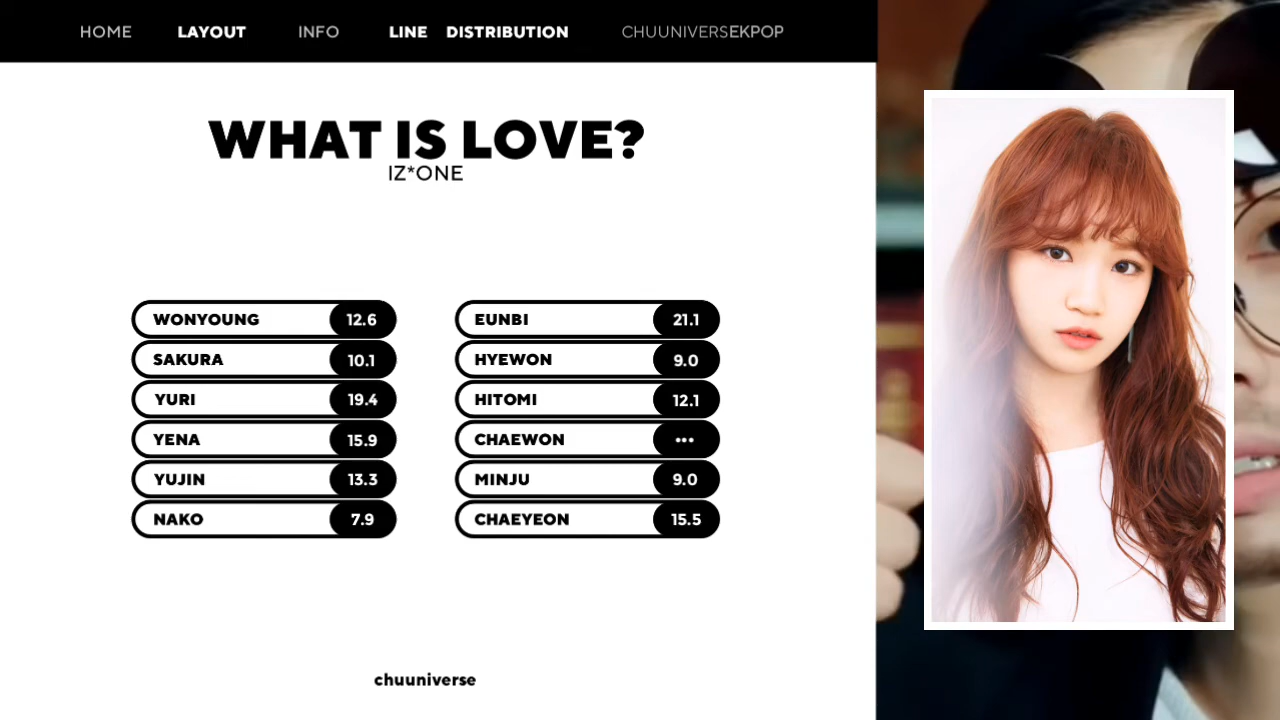 HOME LAYOUT INFO LINE DISTRIBUTION CHUUNIVERSEKPOP
WHAT IS LOVE?
IZ*ONE
WONYOUNG 12.6
SAKURA 10.1
YURI 19.4
YENA 15.9
YUJIN 13.3
NAKO 7.9
EUNBI 21.1
HYEWON 9.0
HITOMI 12.1
CHAEWON •••
MINJU 9.0
CHAEYEON 15.5
chuuniverse